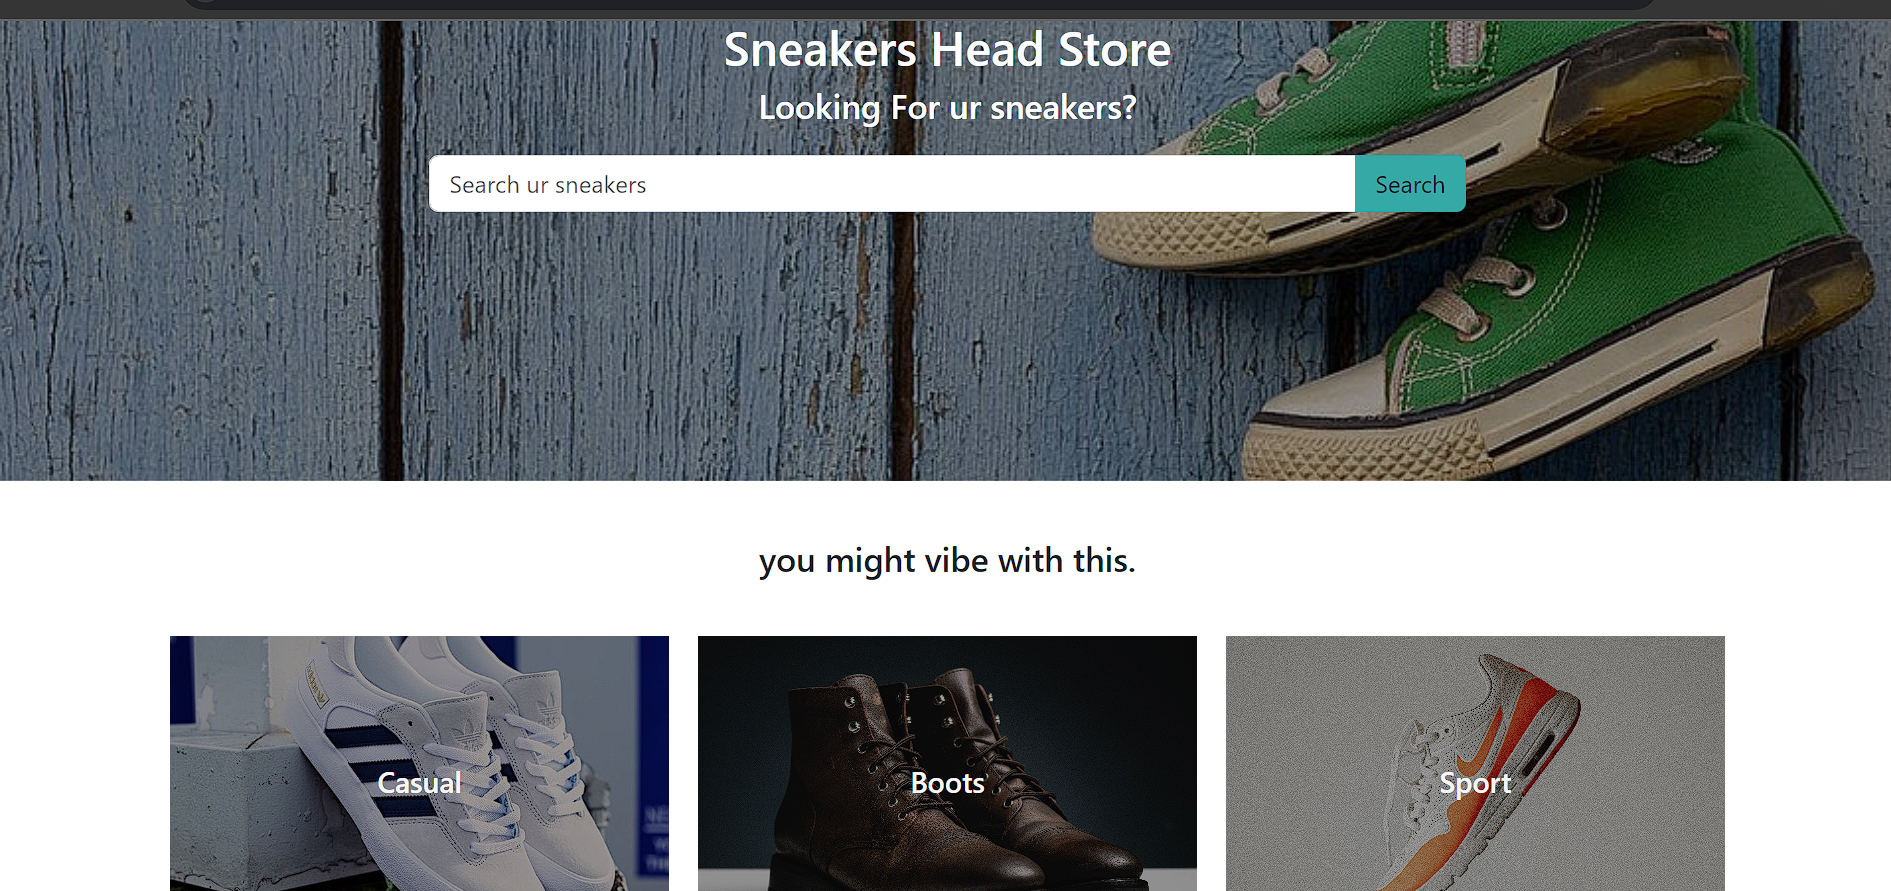 Sneakers Head Store
Looking For ur sneakers?
Search ur sneakers
Search
you might vibe with this.
Casual
Boots
Sport